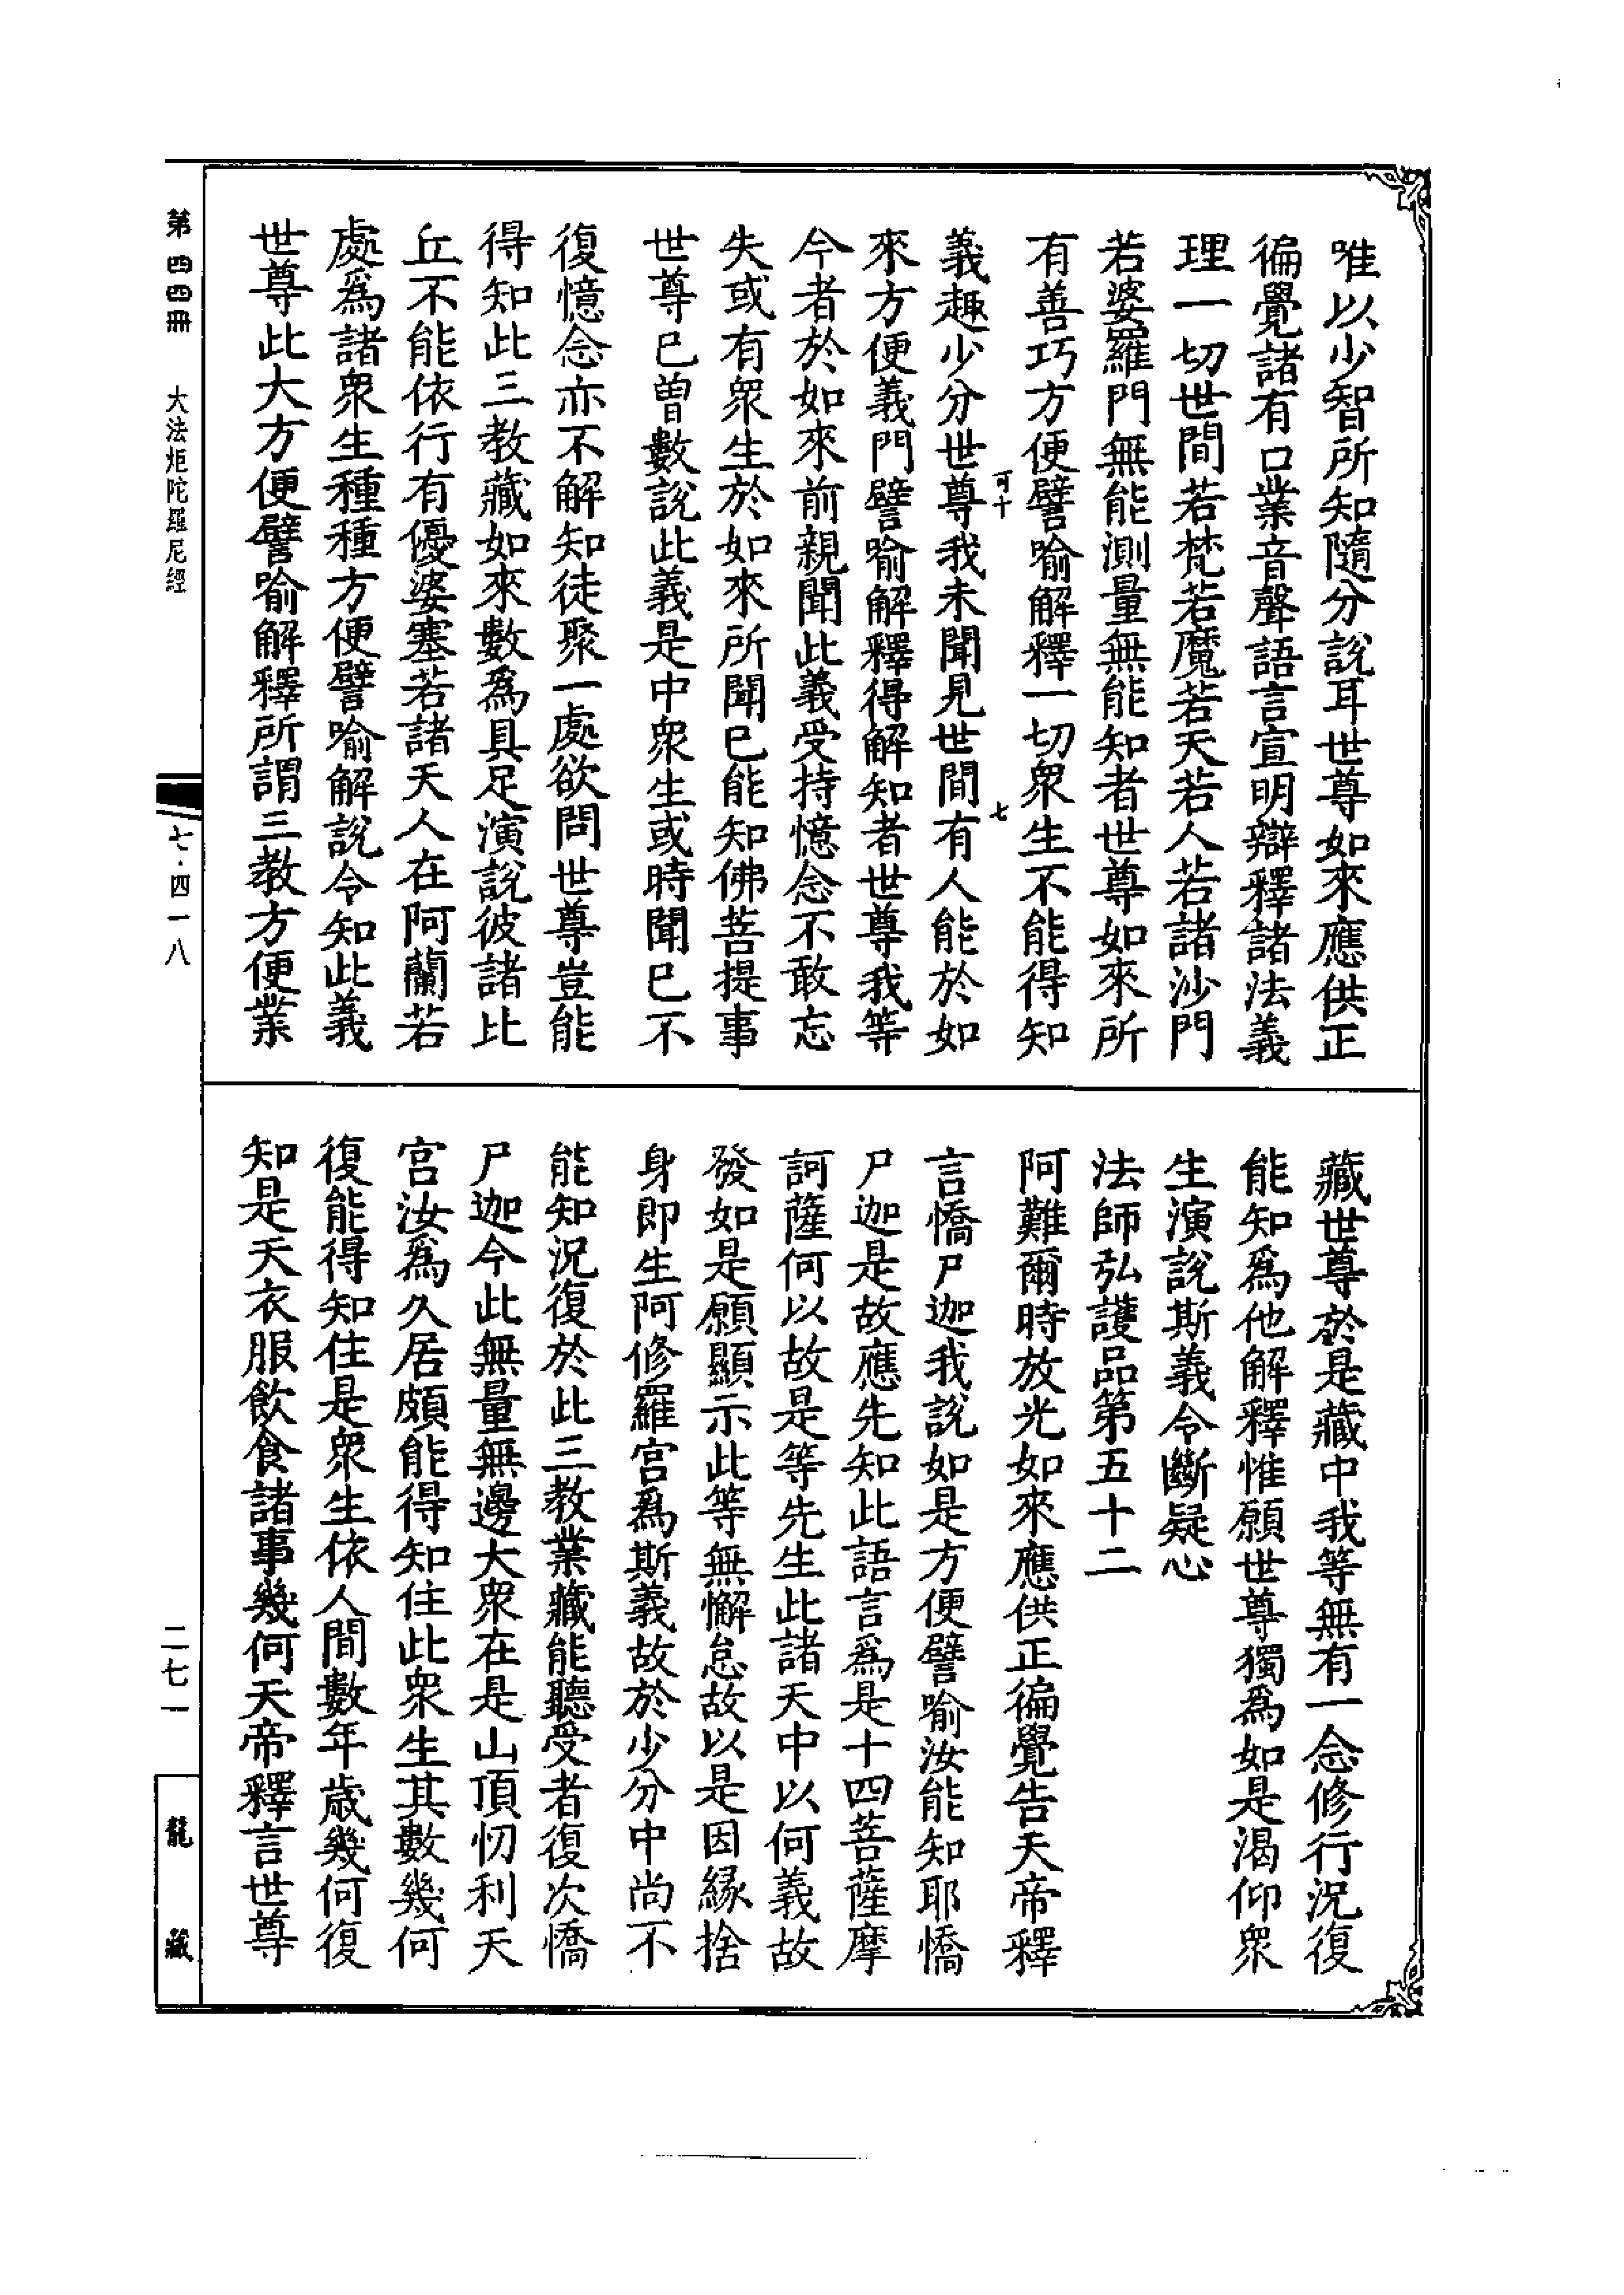 唯以少智所知隨分說耳世尊如來應供正
徧覺諸有口業音聲語言宣明辯釋諸法義
理一切世間若梵若魔若天若人若諸沙門
若婆羅門無能測量無能知者世尊如來所
有善巧方便譬喻解釋一切衆生不能得知
可十
七
義趣少分世尊我未聞見世間有人能於如
來方便義門譬喻解釋得解知者世尊我等
今者於如來前親聞此義受持憶念不敢忘
失或有衆生於如來所聞已能知佛菩提事
世尊已曾數說此義是中衆生或時聞已不
復憶念亦不解知徒聚一處欲問世尊豈能
得知此三教藏如來數爲具足演說彼諸比
丘不能依行有優婆塞若諸天人在阿蘭若
處爲諸衆生種種方便譬喻解說令知此義
世尊此大方便譬喻解釋所謂三教方便業
藏世尊於是藏中我等無有一念修行況復
能知爲他解釋惟願世尊獨爲如是渴仰衆
生演說斯義令斷疑心
法師弘護品第五十二
阿難爾時放光如來應供正徧覺告天帝釋
言憍尸迦我說如是方便譬喻汝能知耶憍
尸迦是故應先知此語言爲是十四菩薩摩
訶薩何以故是等先生此諸天中以何義故
發如是願顯示此等無懈怠故以是因緣捨
身即生阿修羅宮爲斯義故於少分中尚不
能知況復於此三教業藏能聽受者復次憍
尸迦今此無量無邊大衆在是山頂忉利天
宮汝爲久居頗能得知住此衆生其數幾何
復能得知住是衆生依人間數年歲幾何復
知是天衣服飲食諸事幾何天帝釋言世尊
第四四冊
大法炬陀羅尼經
七·四一八
二七一
龍藏